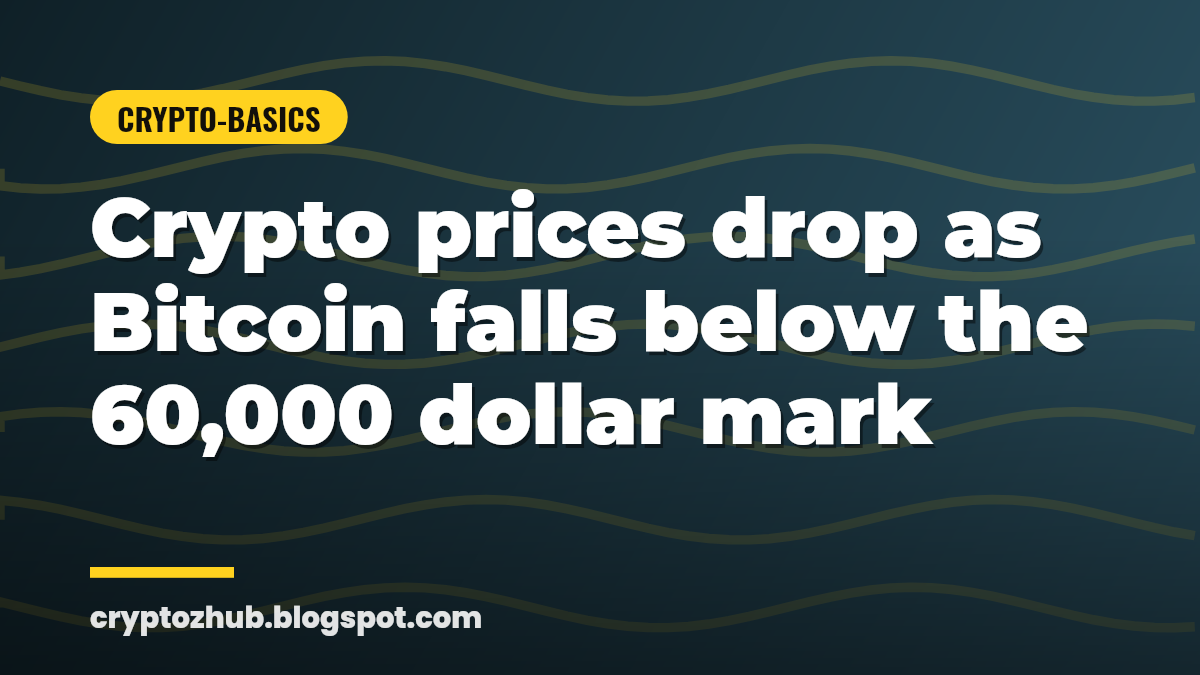 CRYPTO-BASICS
Crypto prices drop as
Bitcoin falls below the
60,000 dollar mark
cryptozhub.blogspot.com